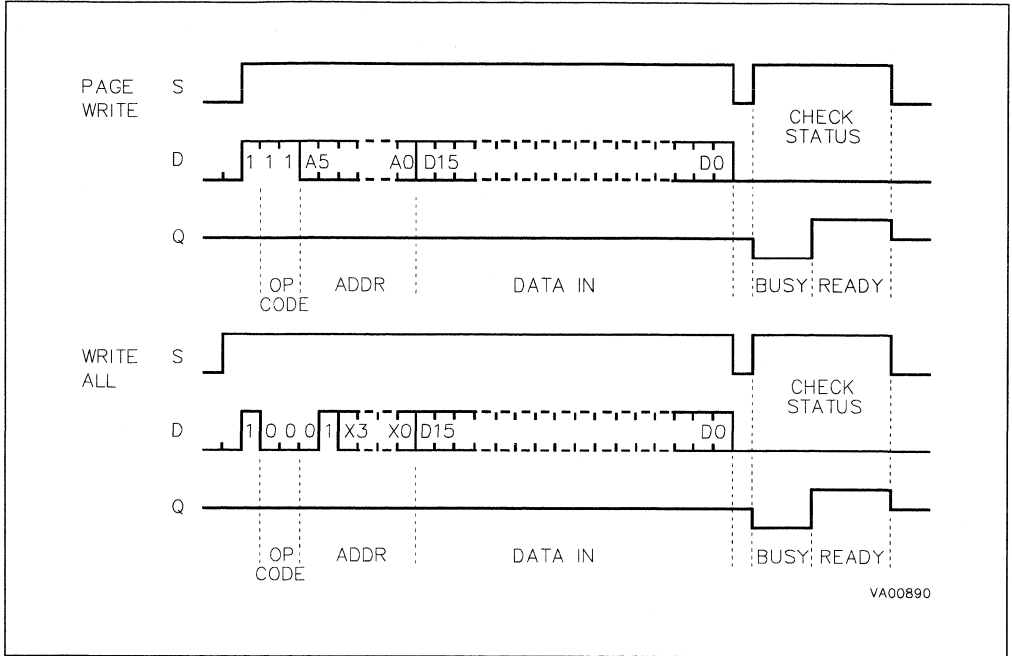 PAGE WRITE S
CHECK STATUS
D 1 1 1 A5 A0 D15 D0
Q
OP CODE ADDR DATA IN BUSY READY
WRITE ALL S
CHECK STATUS
D 1 0 0 0 1 X3 X0 D15 D0
Q
OP CODE ADDR DATA IN BUSY READY
VA00890